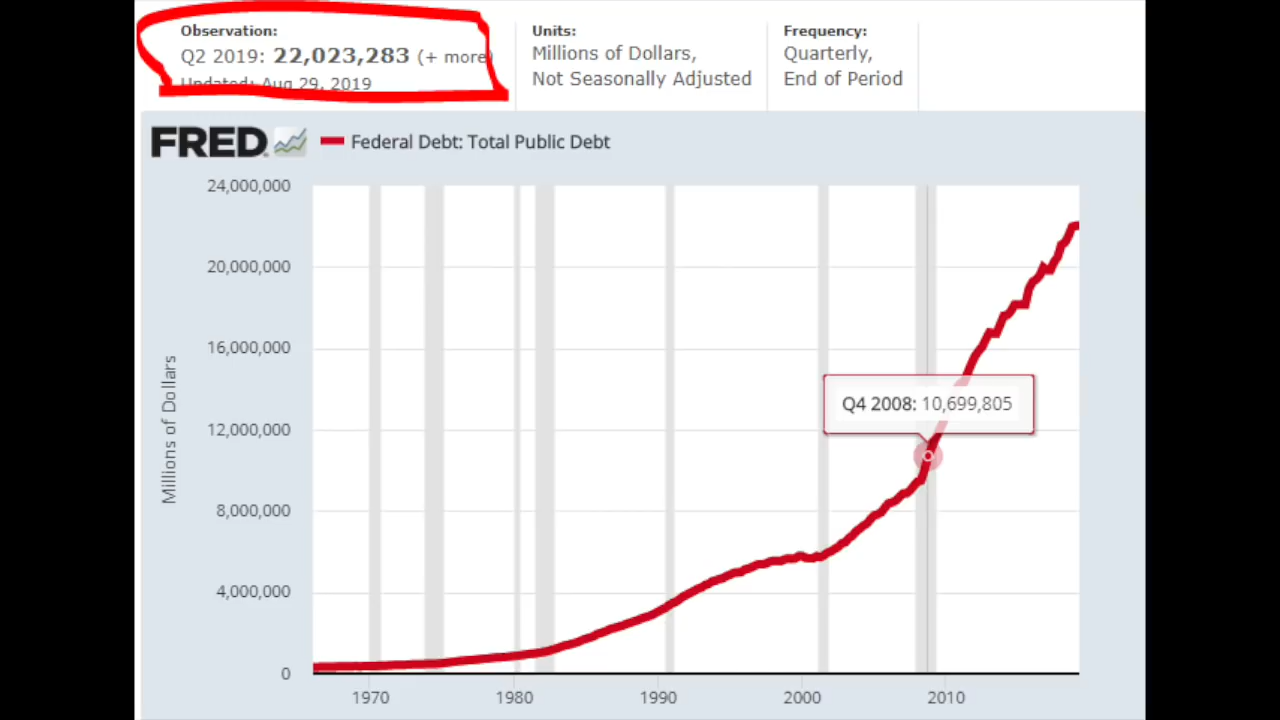 Observation: Units: Frequency:
Q2 2019: 22,023,283 (+ more) Millions of Dollars, Quarterly,
Updated: Aug 29, 2019 Not Seasonally Adjusted End of Period
FRED Federal Debt: Total Public Debt
24,000,000
20,000,000
16,000,000
Q4 2008: 10,699,805
12,000,000
Millions of Dollars
8,000,000
4,000,000
0
1970 1980 1990 2000 2010